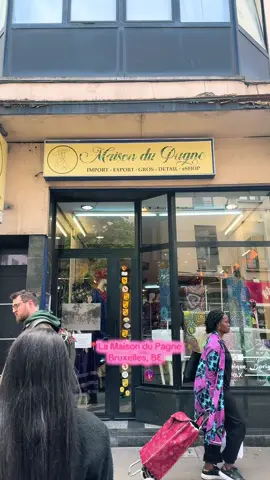 Maison du Pagne
IMPORT - EXPORT - GROS - DETAIL - eSHOP
La Maison du Pagne
Bruxelles, BE